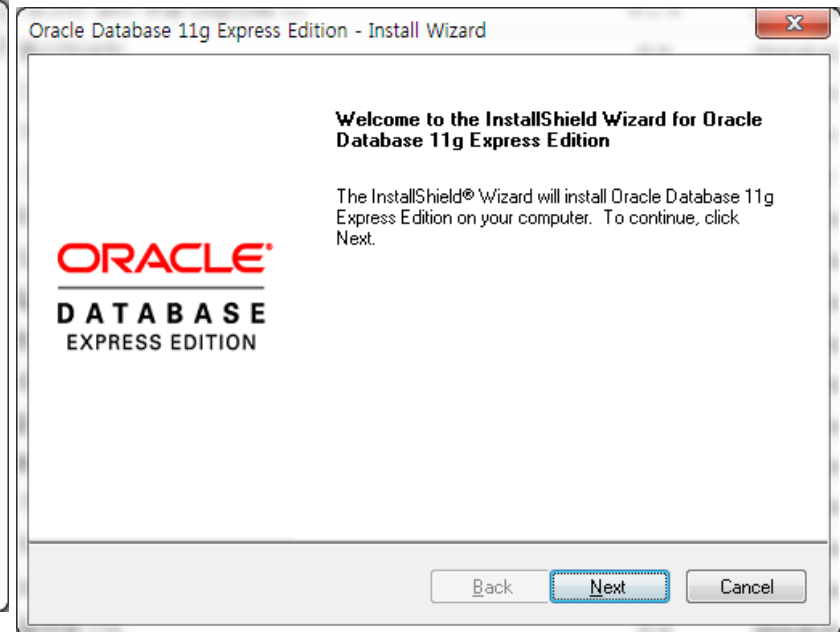 Oracle Database 11g Express Edition - Install Wizard
Welcome to the InstallShield Wizard for Oracle
Database 11g Express Edition
The InstallShield® Wizard will install Oracle Database 11g
Express Edition on your computer. To continue, click
Next.
ORACLE®
DATABASE
EXPRESS EDITION
Back
Next
Cancel